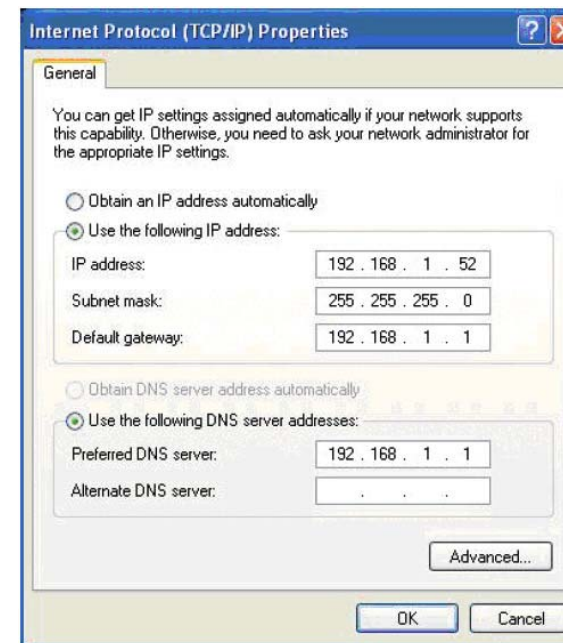 Internet Protocol (TCP/IP) Properties
?
General
You can get IP settings assigned automatically if your network supports
this capability. Otherwise, you need to ask your network administrator for
the appropriate IP settings.
Obtain an IP address automatically
Use the following IP address:
IP address: 192 . 168 . 1 . 52
Subnet mask: 255 . 255 . 255 . 0
Default gateway: 192 . 168 . 1 . 1
Obtain DNS server address automatically
Use the following DNS server addresses:
Preferred DNS server: 192 . 168 . 1 . 1
Alternate DNS server: . . .
Advanced...
OK Cancel